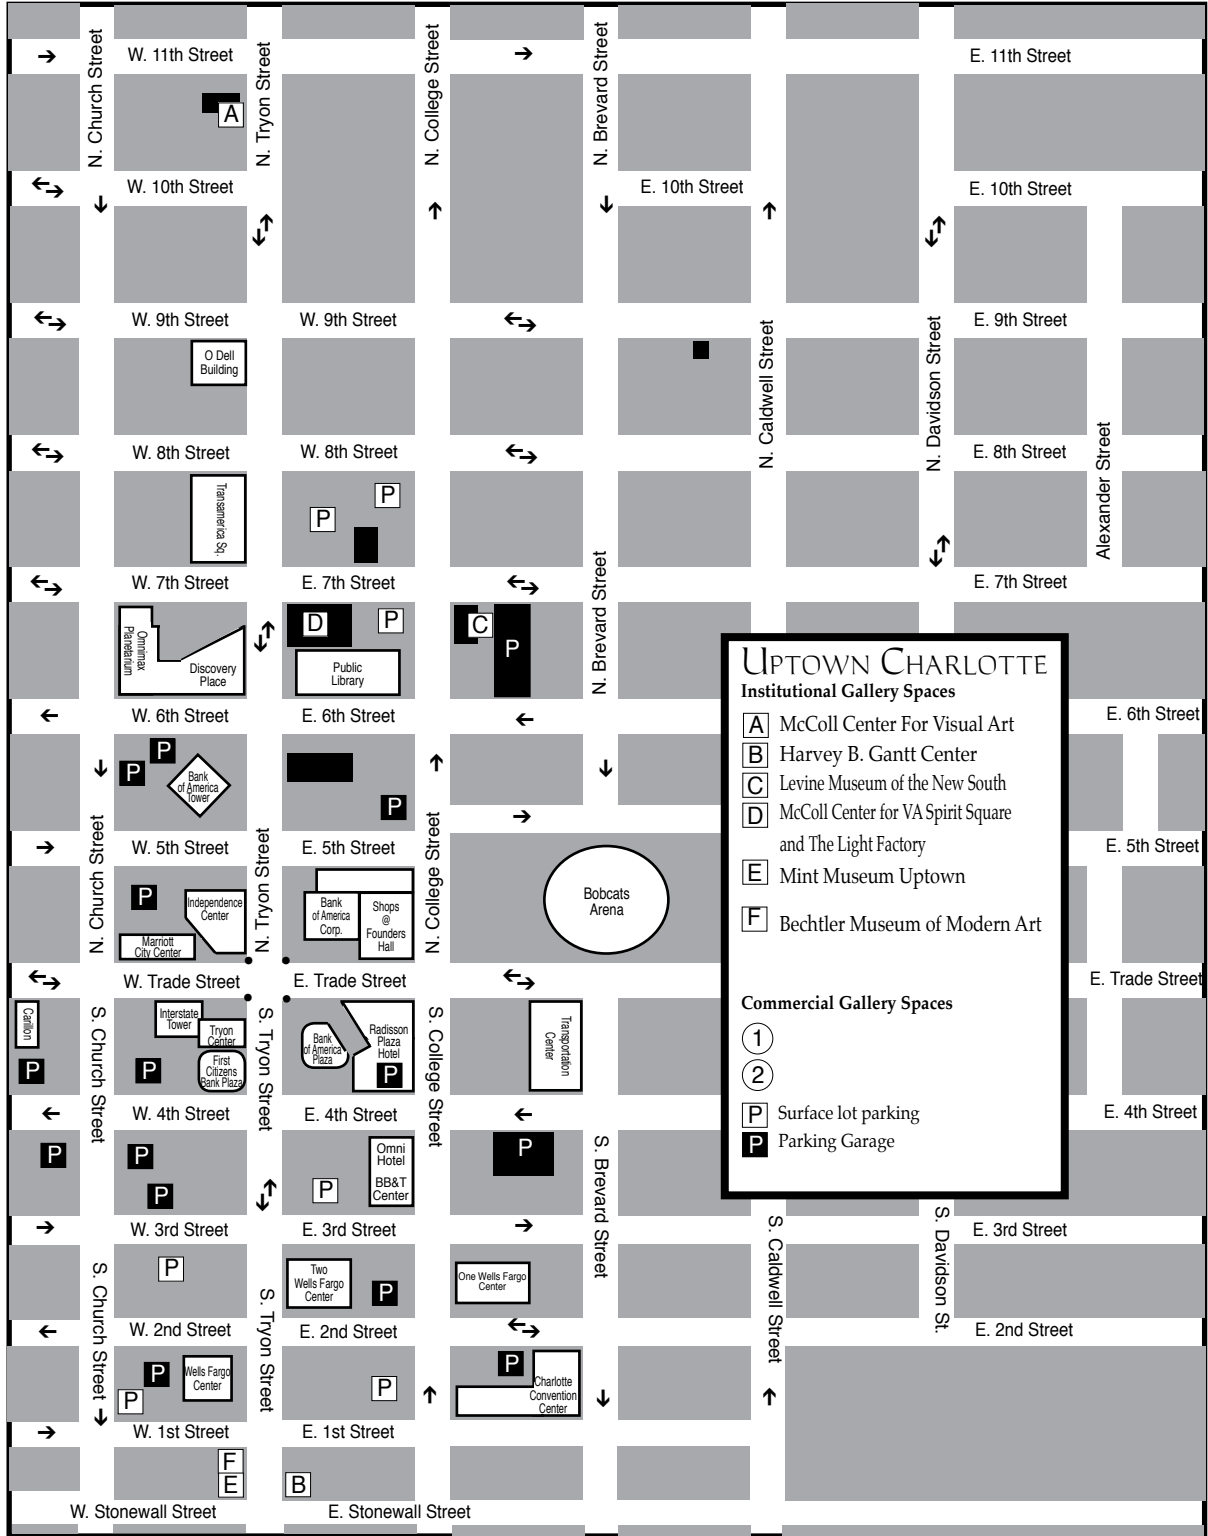 W. 11th Street
E. 11th Street
N. Church Street
N. Tryon Street
N. College Street
N. Brevard Street
A
W. 10th Street
E. 10th Street
E. 10th Street
W. 9th Street
W. 9th Street
E. 9th Street
N. Caldwell Street
N. Davidson Street
O Dell
Building
W. 8th Street
W. 8th Street
E. 8th Street
Alexander Street
Transamerica Sq.
P
P
W. 7th Street
E. 7th Street
E. 7th Street
N. Brevard Street
Omnimax
Planetarium
Discovery
Place
D
P
Public
Library
C
P
W. 6th Street
E. 6th Street
E. 6th Street
P
P
Bank
of America
Tower
P
W. 5th Street
E. 5th Street
E. 5th Street
N. Church Street
N. Tryon Street
N. College Street
P
Independence
Center
Marriott
City Center
Bank
of America
Corp.
Shops
@
Founders
Hall
Bobcats
Arena
W. Trade Street
E. Trade Street
E. Trade Street
Carillon
P
S. Church Street
Interstate
Tower
Tryon
Center
First
Citizens
Bank Plaza
P
S. Tryon Street
Bank
of America
Plaza
Radisson
Plaza
Hotel
P
S. College Street
Transportation
Center
W. 4th Street
E. 4th Street
E. 4th Street
P
P
P
P
Omni
Hotel
BB&T
Center
P
S. Brevard Street
W. 3rd Street
E. 3rd Street
E. 3rd Street
S. Caldwell Street
S. Davidson St.
S. Church Street
P
S. Tryon Street
Two
Wells Fargo
Center
P
One Wells Fargo
Center
W. 2nd Street
E. 2nd Street
E. 2nd Street
P
P
Wells Fargo
Center
P
P
Charlotte
Convention
Center
W. 1st Street
E. 1st Street
F
E
B
W. Stonewall Street
E. Stonewall Street
UPTOWN CHARLOTTE
Institutional Gallery Spaces
A McColl Center For Visual Art
B Harvey B. Gantt Center
C Levine Museum of the New South
D McColl Center for VA Spirit Square
and The Light Factory
E Mint Museum Uptown
F Bechtler Museum of Modern Art
Commercial Gallery Spaces
1
2
P Surface lot parking
P Parking Garage